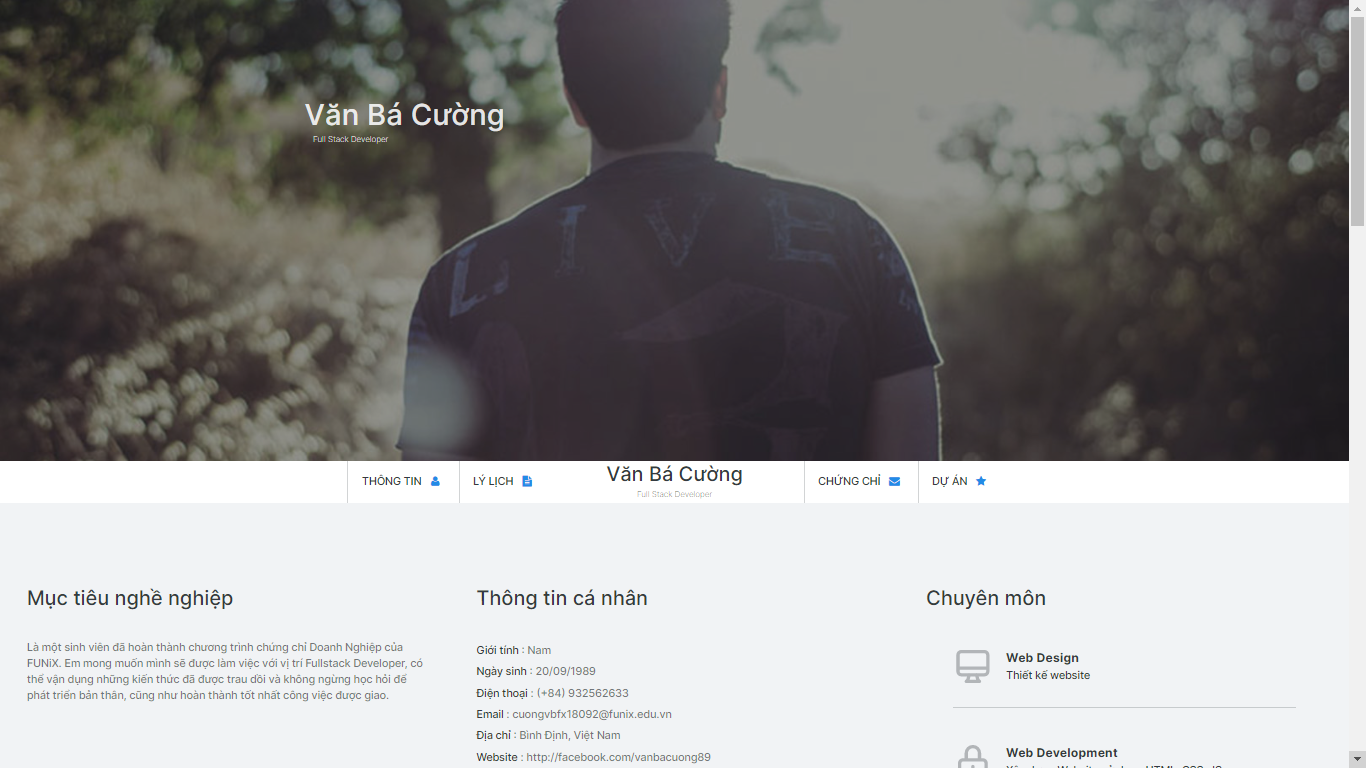 Văn Bá Cường
Full Stack Developer
LIVE
THÔNG TIN
LÝ LỊCH
Văn Bá Cường
Full Stack Developer
CHỨNG CHỈ
DỰ ÁN
Mục tiêu nghề nghiệp
Là một sinh viên đã hoàn thành chương trình chứng chỉ Doanh Nghiệp của
FUNiX. Em mong muốn mình sẽ được làm việc với vị trí Fullstack Developer, có
thể vận dụng những kiến thức đã được trau dồi và không ngừng học hỏi để
phát triển bản thân, cũng như hoàn thành tốt nhất công việc được giao.
Thông tin cá nhân
Giới tính : Nam
Ngày sinh : 20/09/1989
Điện thoại : (+84) 932562633
Email : cuongvbfx18092@funix.edu.vn
Địa chỉ : Bình Định, Việt Nam
Website : http://facebook.com/vanbacuong89
Chuyên môn
Web Design
Thiết kế website
Web Development